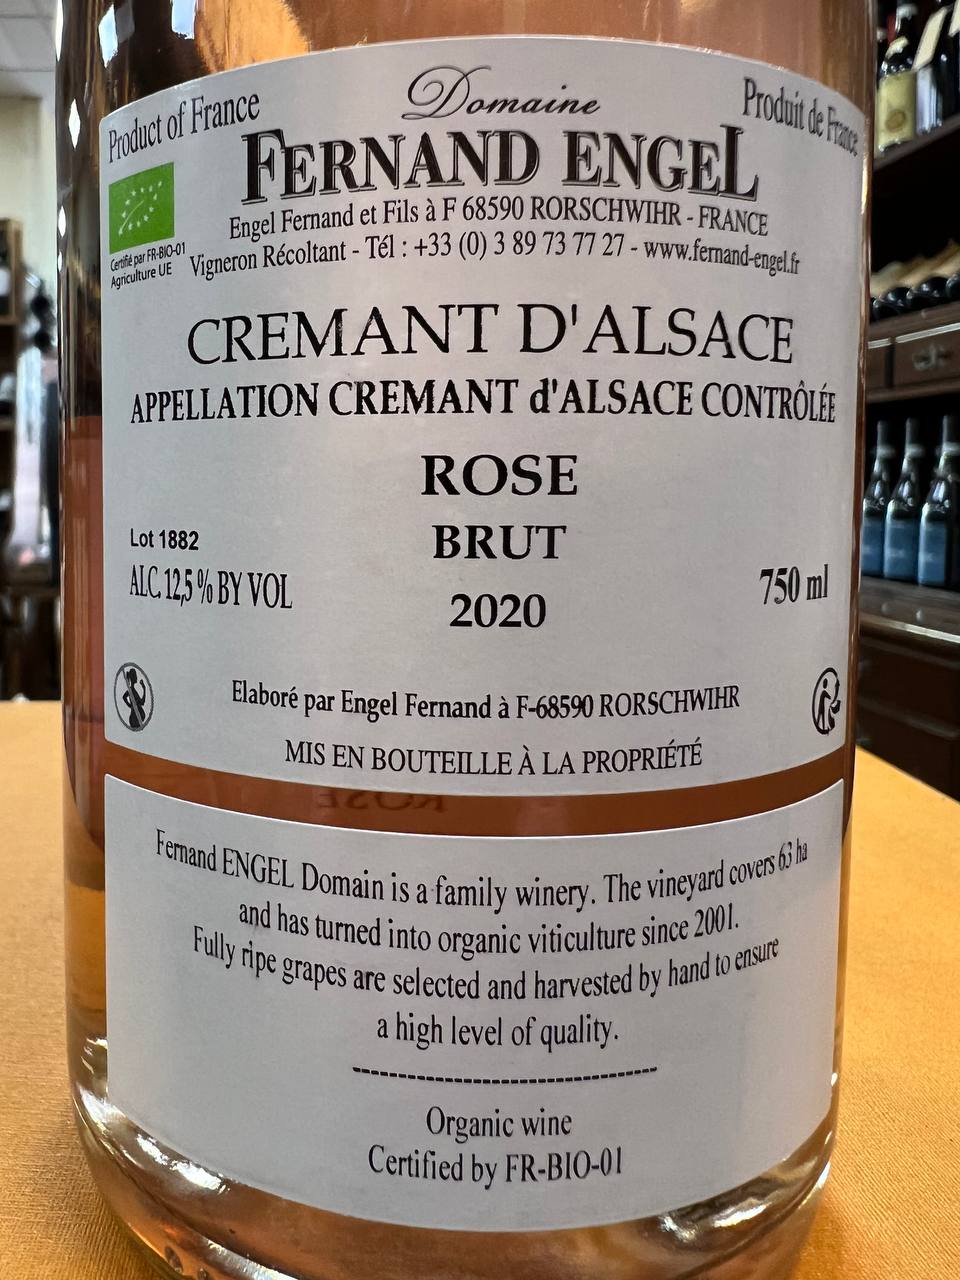 Product of France
Domaine
Produit de France
FERNAND ENGEL
Engel Fernand et Fils à F 68590 RORSCHWIHR - FRANCE
Certifié par FR-BIO-01
Agriculture UE
Vigneron Récoltant - Tél : +33 (0) 3 89 73 77 27 - www.fernand-engel.fr
CREMANT D'ALSACE
APPELLATION CREMANT d'ALSACE CONTRÔLÉE
ROSE
BRUT
Lot 1882
ALC. 12,5 % BY VOL
750 ml
2020
Elaboré par Engel Fernand à F-68590 RORSCHWIHR
MIS EN BOUTEILLE À LA PROPRIÉTÉ
ROSE
Fernand ENGEL Domain is a family winery. The vineyard covers 63 ha
and has turned into organic viticulture since 2001.
Fully ripe grapes are selected and harvested by hand to ensure
a high level of quality.
--------------------------------
Organic wine
Certified by FR-BIO-01